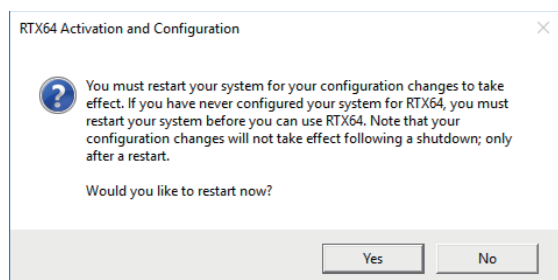 RTX64 Activation and Configuration
You must restart your system for your configuration changes to take
effect. If you have never configured your system for RTX64, you must
restart your system before you can use RTX64. Note that your
configuration changes will not take effect following a shutdown; only
after a restart.
Would you like to restart now?
Yes No